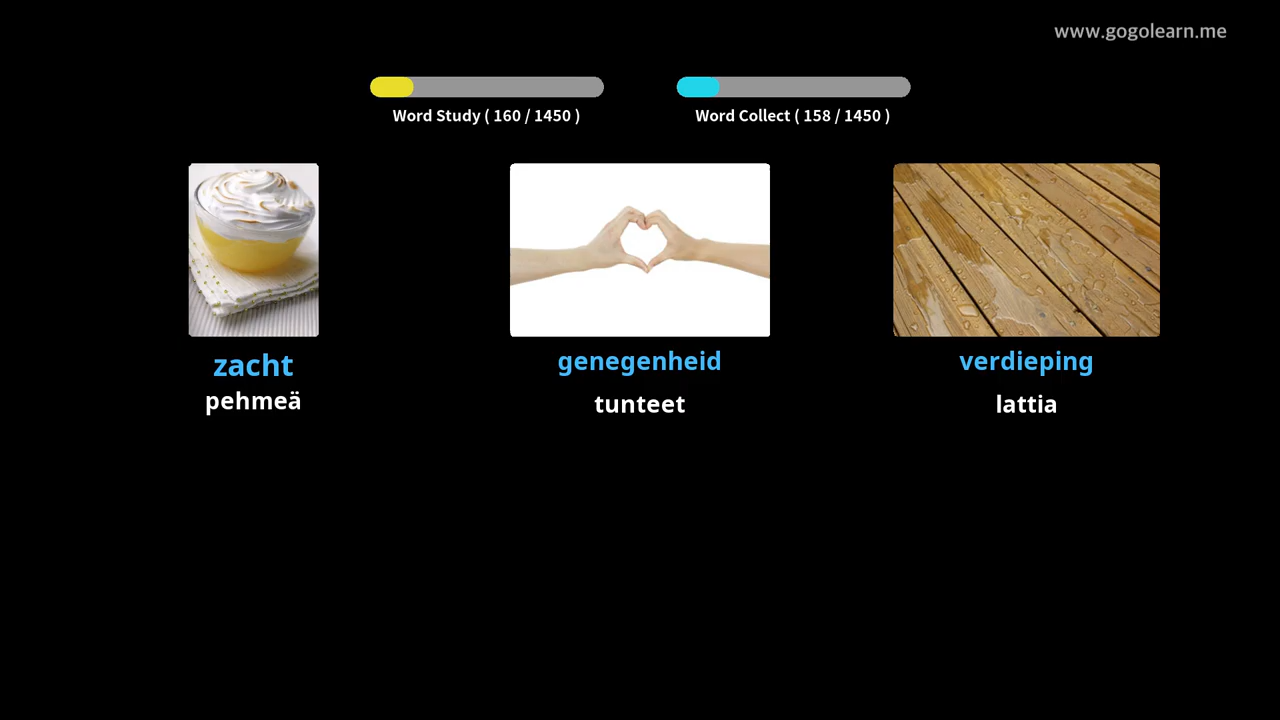 www.gogolearn.me
Word Study ( 160 / 1450 )
Word Collect ( 158 / 1450 )
zacht
pehmeä
genegenheid
tunteet
verdieping
lattia